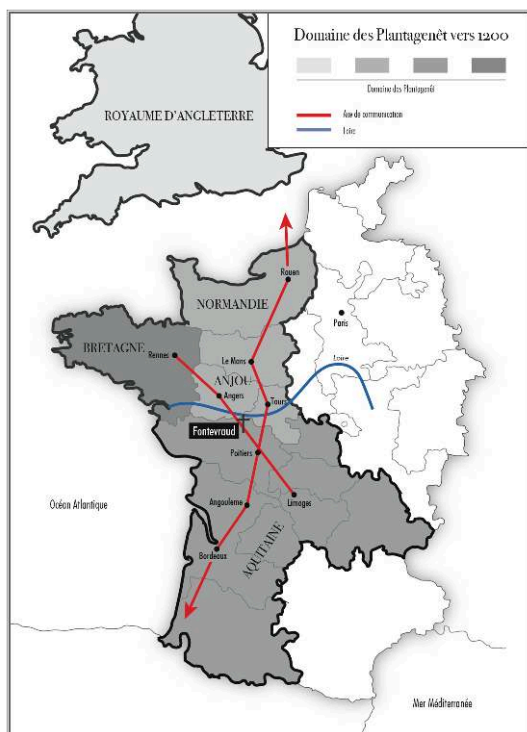 Domaine des Plantagenêt vers 1200
Domaine des Plantagenêt
Axe de communication
Loire
ROYAUME D'ANGLETERRE
Rouen
NORMANDIE
Paris
BRETAGNE
Rennes
Le Mans
Loire
ANJOU
Angers
Tours
Fontevraud
Poitiers
Océan Atlantique
Angouleme
Limoges
AQUITAINE
Bordeaux
Mer Méditerranée